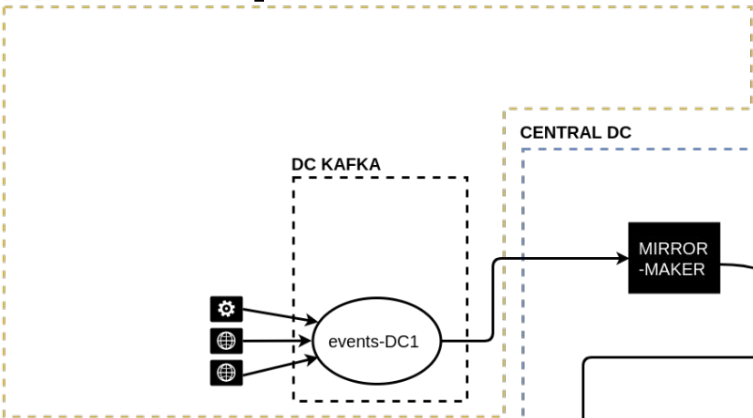 CENTRAL DC
DC KAFKA
MIRROR
-MAKER
events-DC1